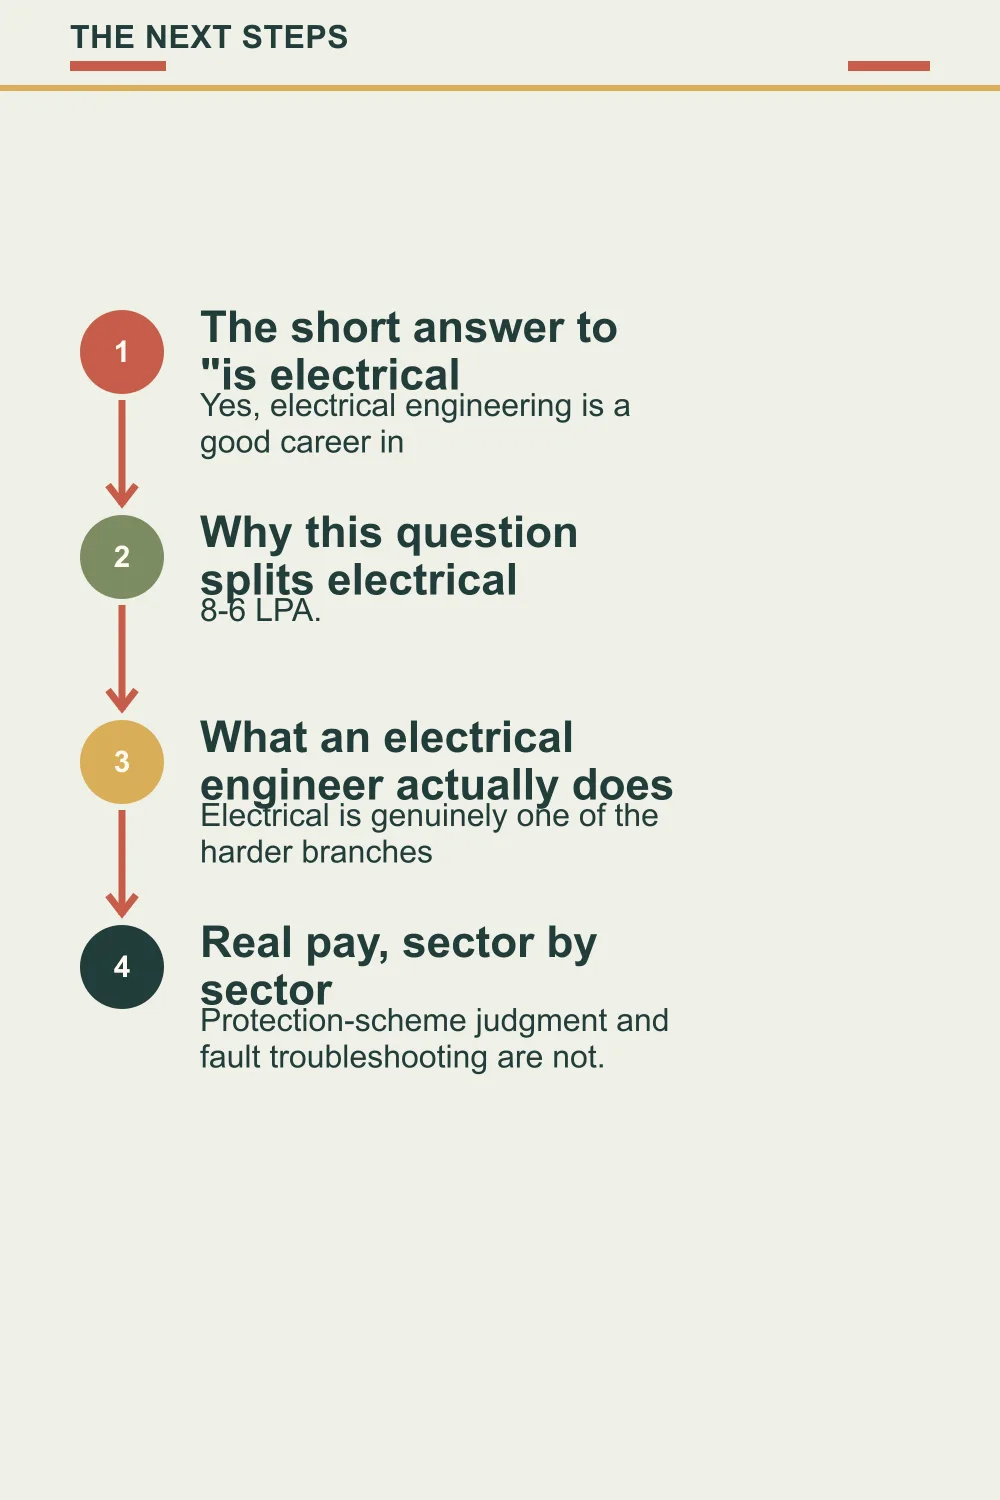 THE NEXT STEPS
1
The short answer to
"is electrical
Yes, electrical engineering is a
good career in
2
Why this question
splits electrical
8-6 LPA.
3
What an electrical
engineer actually does
Electrical is genuinely one of the
harder branches
4
Real pay, sector by
sector
Protection-scheme judgment and
fault troubleshooting are not.